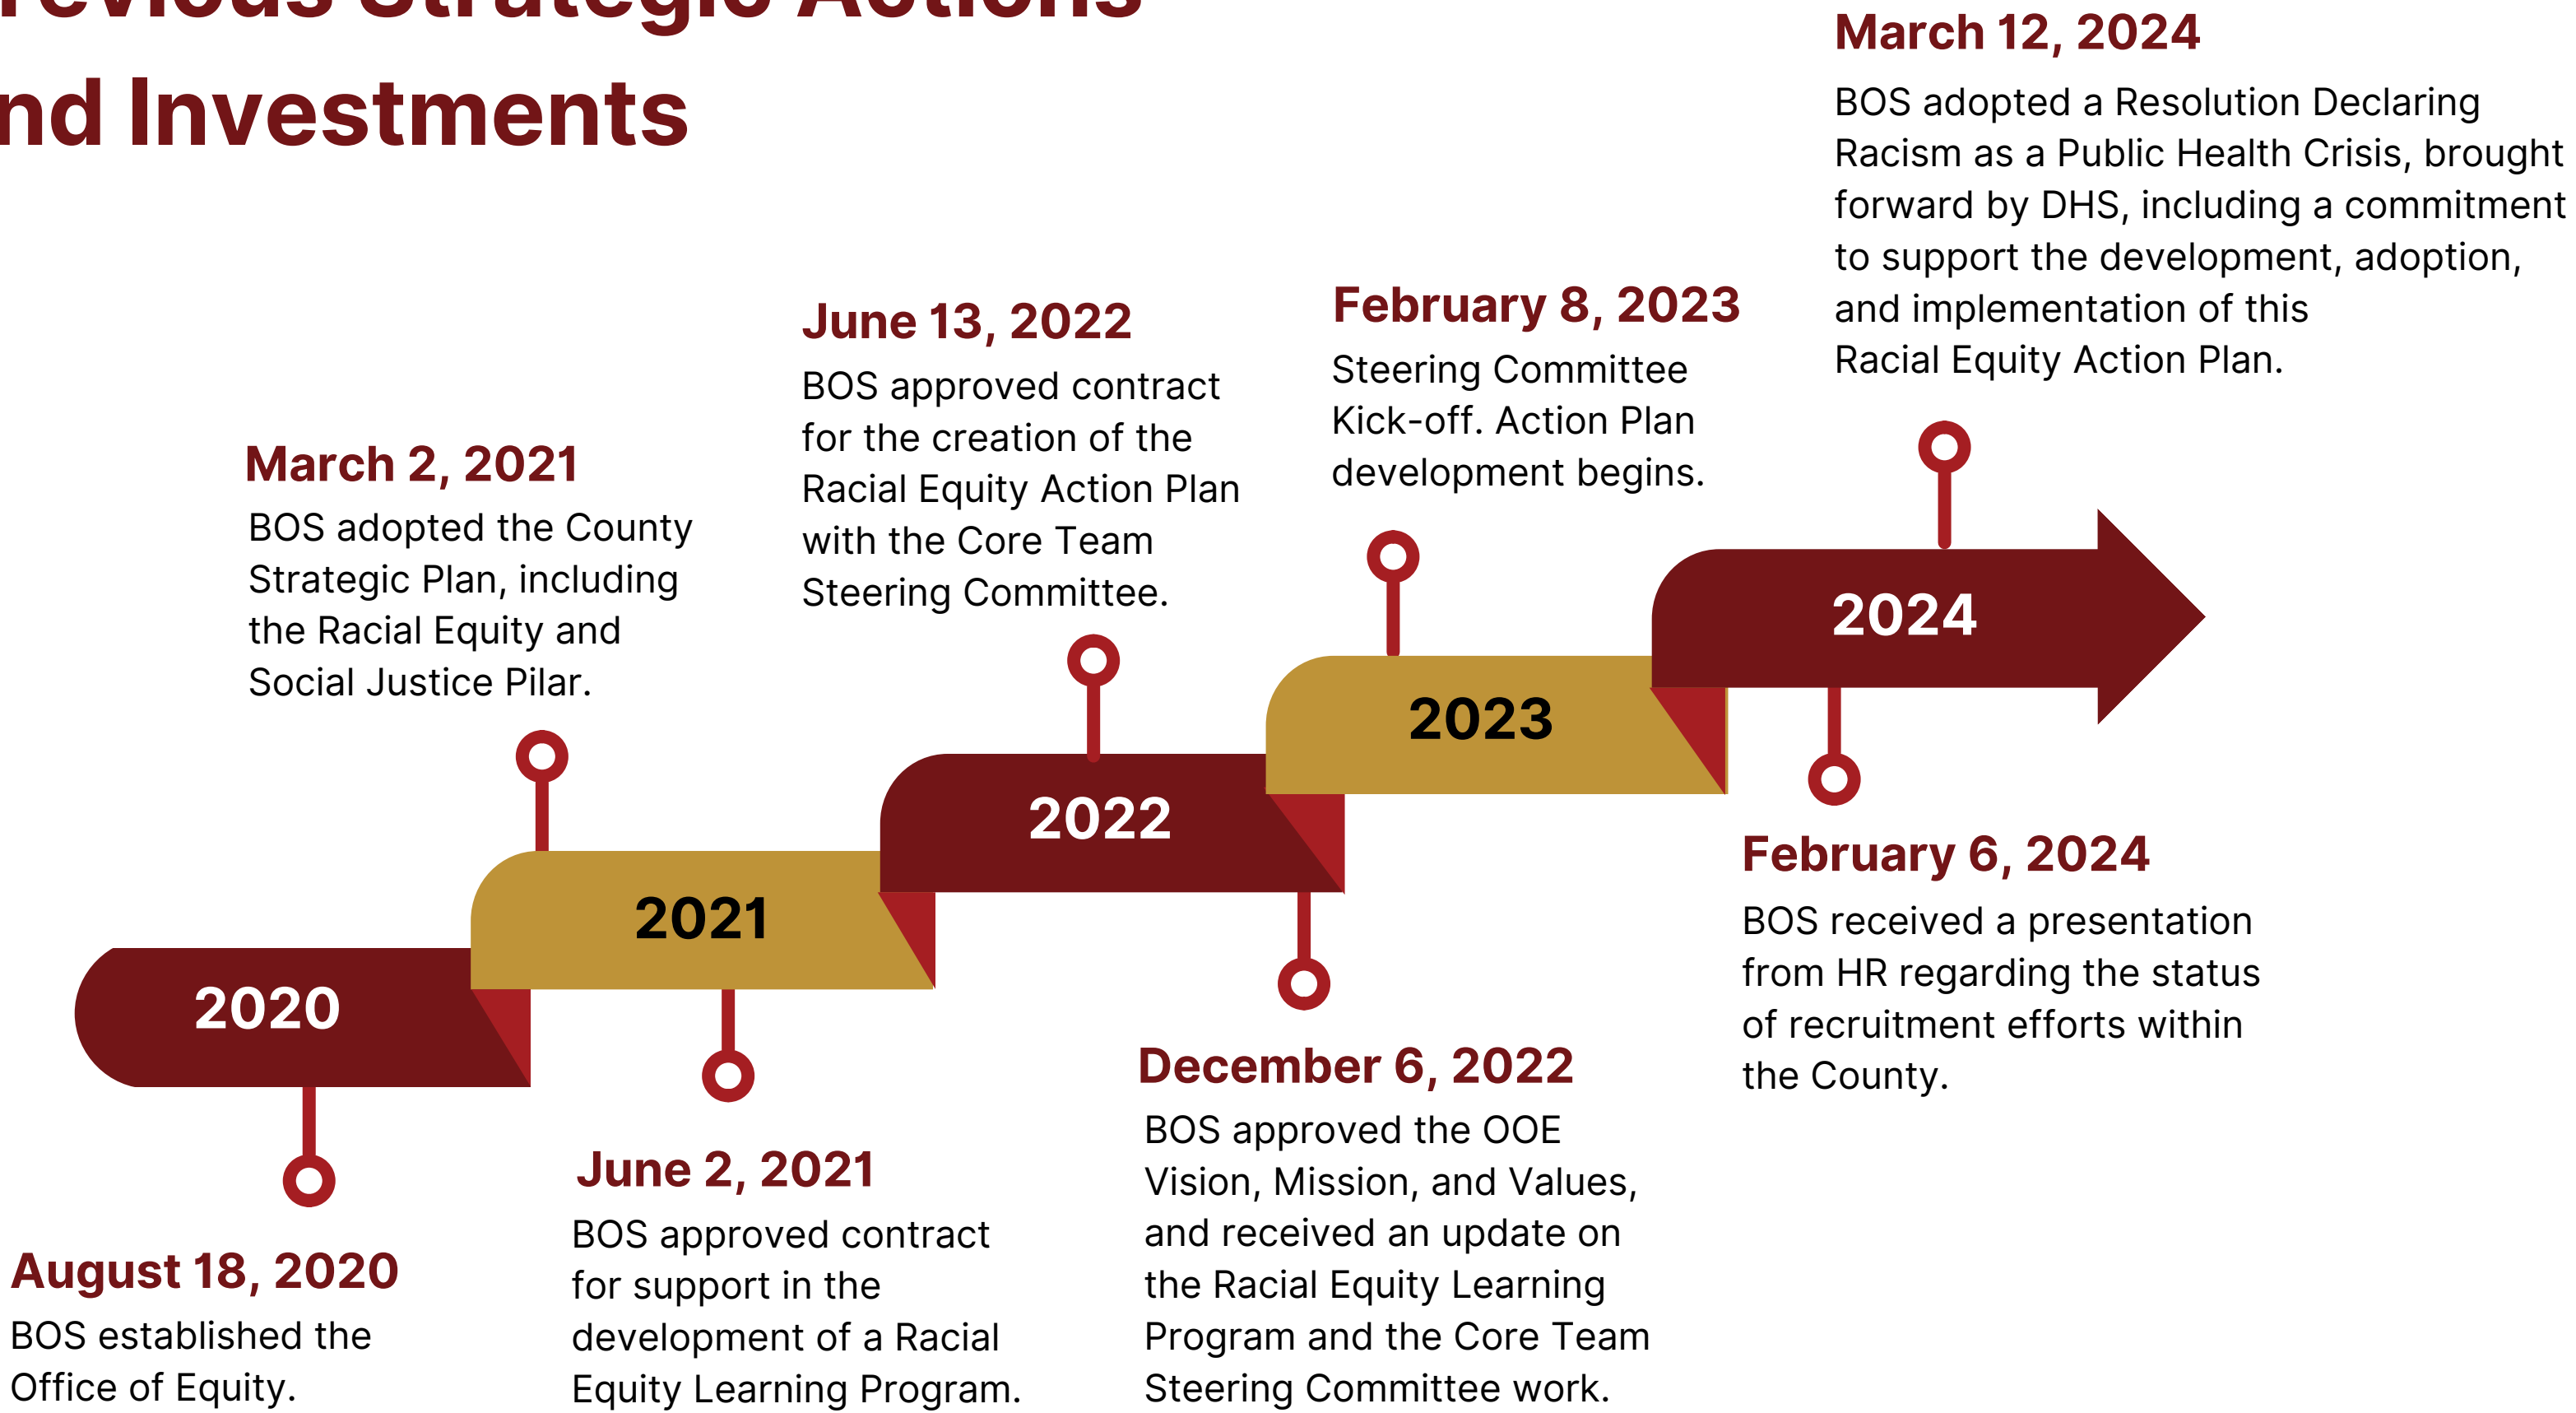 revious Strategic Actions
nd Investments
March 12, 2024
BOS adopted a Resolution Declaring
Racism as a Public Health Crisis, brought
forward by DHS, including a commitment
to support the development, adoption,
and implementation of this
Racial Equity Action Plan.
February 8, 2023
Steering Committee
Kick-off. Action Plan
development begins.
June 13, 2022
BOS approved contract
for the creation of the
Racial Equity Action Plan
with the Core Team
Steering Committee.
March 2, 2021
BOS adopted the County
Strategic Plan, including
the Racial Equity and
Social Justice Pilar.
2020
2021
2022
2023
2024
August 18, 2020
BOS established the
Office of Equity.
June 2, 2021
BOS approved contract
for support in the
development of a Racial
Equity Learning Program.
December 6, 2022
BOS approved the OOE
Vision, Mission, and Values,
and received an update on
the Racial Equity Learning
Program and the Core Team
Steering Committee work.
February 6, 2024
BOS received a presentation
from HR regarding the status
of recruitment efforts within
the County.